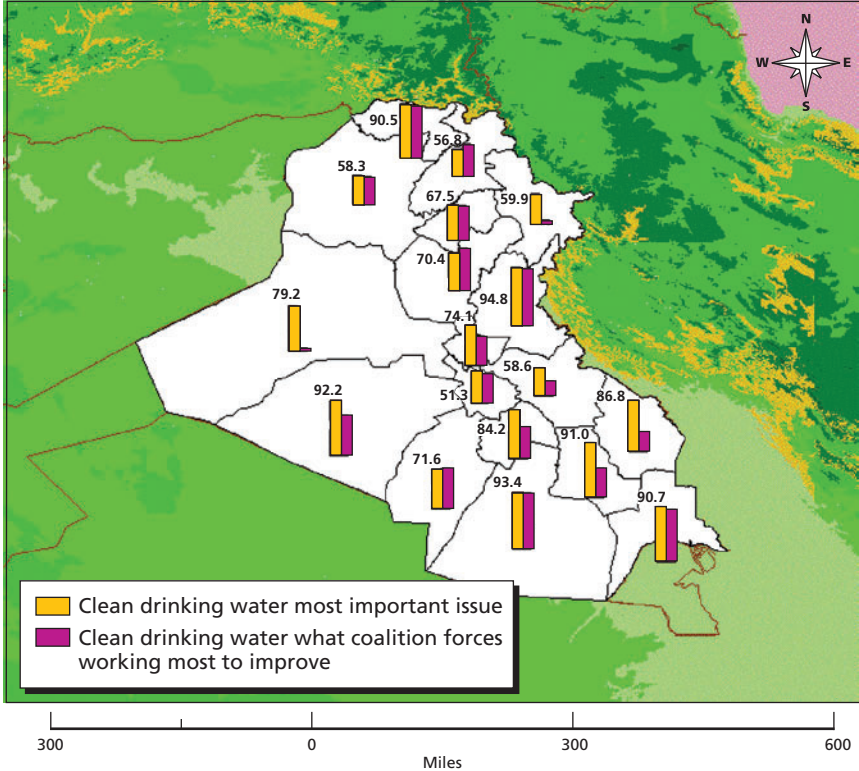 N
W E
S
90.5
56.8
58.3
59.9
67.5
70.4
94.8
79.2
74.1
58.6
51.3
86.8
92.2
84.2
91.0
71.6
93.4
90.7
Clean drinking water most important issue
Clean drinking water what coalition forces
working most to improve
300 0 300 600
Miles